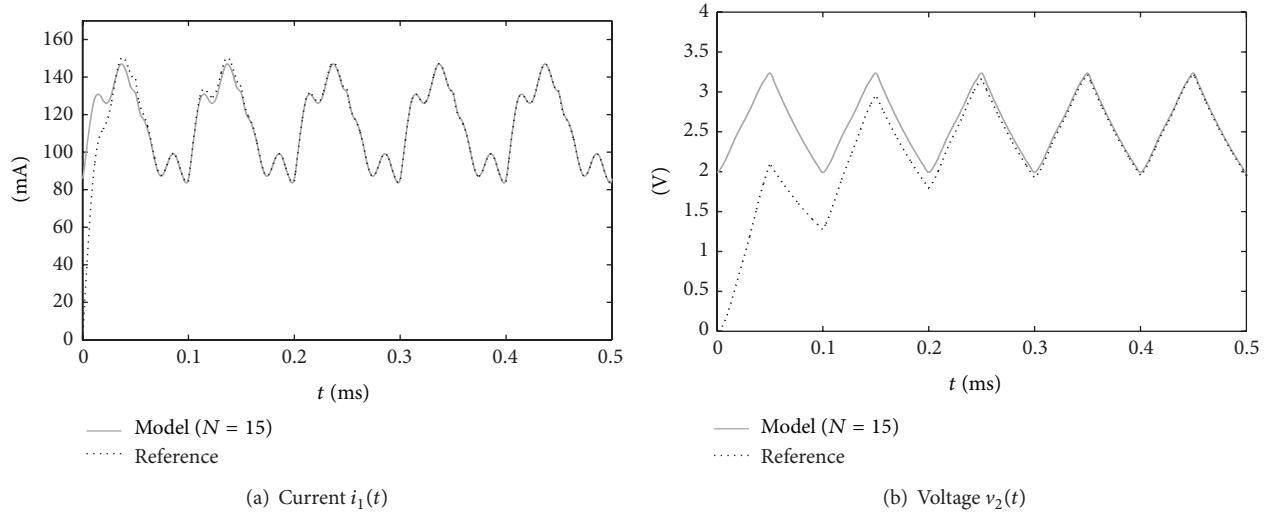 160
140
120
100
80
60
40
20
0
(mA)
0 0.1 0.2 0.3 0.4 0.5
t (ms)
Model (N = 15)
Reference
(a) Current i₁(t)
4
3.5
3
2.5
2
1.5
1
0.5
0
(V)
0 0.1 0.2 0.3 0.4 0.5
t (ms)
Model (N = 15)
Reference
(b) Voltage v₂(t)